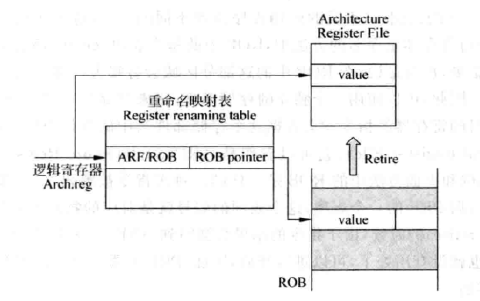 Architecture
Register File
value
重命名映射表
Register renaming table
ARF/ROB
ROB pointer
逻辑寄存器
Arch.reg
Retire
value
ROB